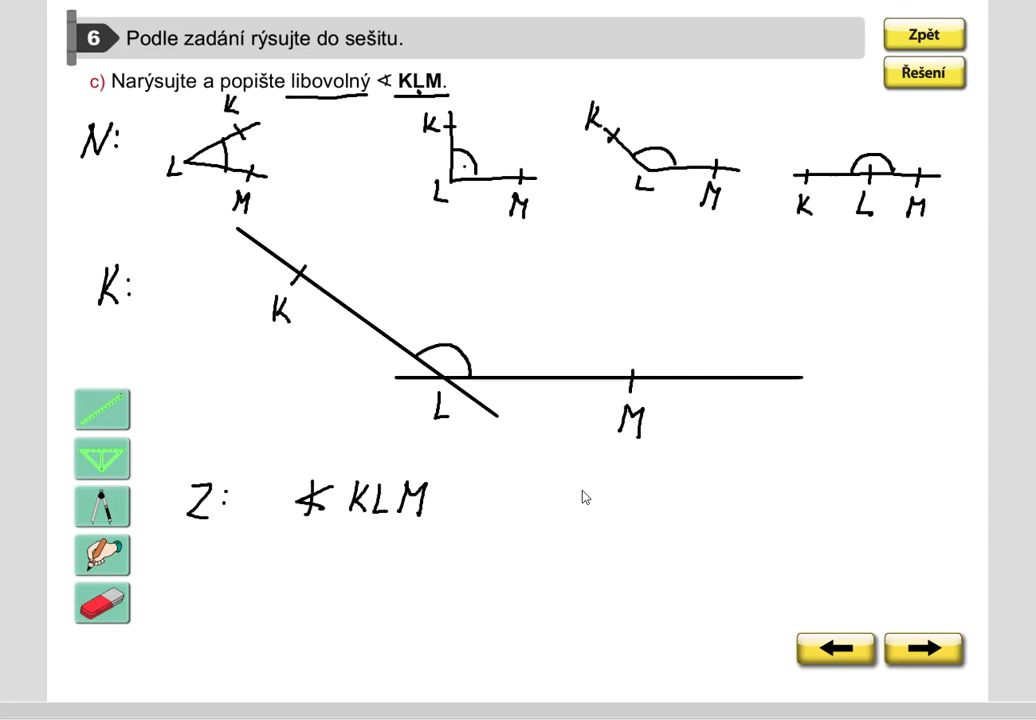 6 Podle zadání rýsujte do sešitu.
Zpět
Řešení
c) Narýsujte a popište libovolný ∢ KLM.
N:
K
L
M
K
L
M
K
L
M
K L M
K:
K
L
M
Z: ∢ KLM